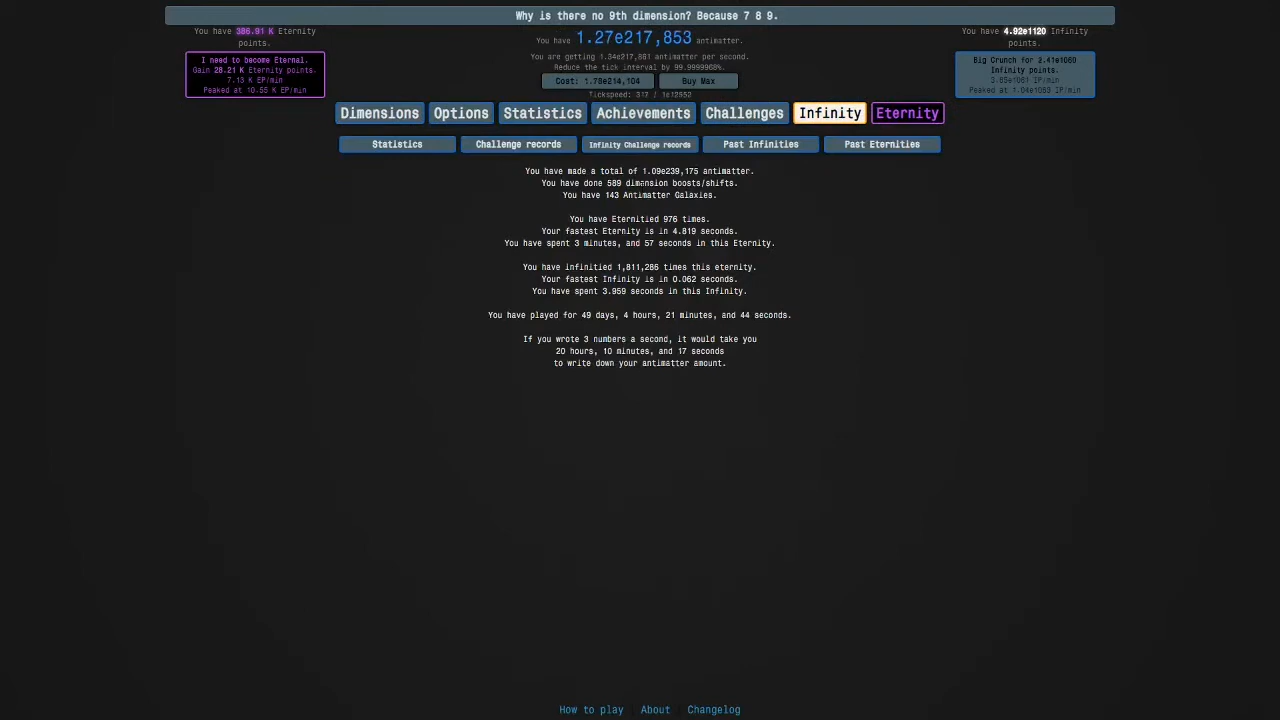 Why is there no 9th dimension? Because 7 8 9.
You have 386.91 K Eternity
points.
I need to become Eternal.
Gain 28.21 K Eternity points.
7.13 K EP/min
Peaked at 10.55 K EP/min
You have 1.27e217,853 antimatter.
You are getting 1.34e217,861 antimatter per second.
Reduce the tick interval by 99.9999908%.
Cost: 1.78e214,104
Buy Max
Tickspeed: 317 / 1e12952
You have 4.92e1120 Infinity
points.
Big Crunch for 2.41e1060
Infinity points.
3.65e1061 IP/min
Peaked at 1.04e1063 IP/min
Dimensions
Options
Statistics
Achievements
Challenges
Infinity
Eternity
Statistics
Challenge records
Infinity Challenge records
Past Infinities
Past Eternities
You have made a total of 1.09e239,175 antimatter.
You have done 589 dimension boosts/shifts.
You have 143 Antimatter Galaxies.
You have Eternitied 976 times.
Your fastest Eternity is in 4.819 seconds.
You have spent 3 minutes, and 57 seconds in this Eternity.
You have infinitied 1,811,286 times this eternity.
Your fastest Infinity is in 0.062 seconds.
You have spent 3.959 seconds in this Infinity.
You have played for 49 days, 4 hours, 21 minutes, and 44 seconds.
If you wrote 3 numbers a second, it would take you
20 hours, 10 minutes, and 17 seconds
to write down your antimatter amount.
How to play
About
Changelog